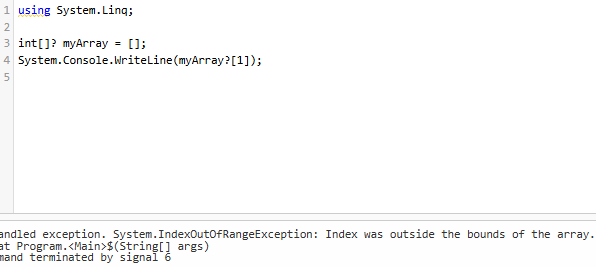 1 using System.Linq;
2
3 int[]? myArray = [];
4 System.Console.WriteLine(myArray?[1]);
5
andled exception. System.IndexOutOfRangeException: Index was outside the bounds of the array.
at Program.<Main>$(String[] args)
mand terminated by signal 6